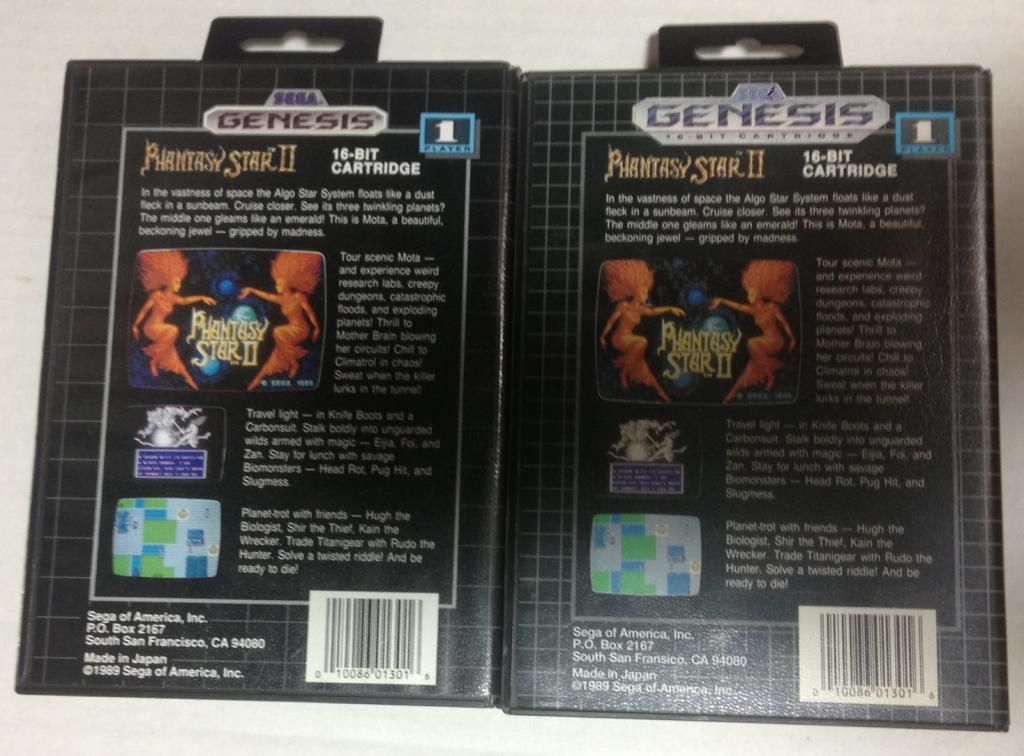 SEGA
GENESIS
1
PLAYER
PHANTASY STAR II
TM
16-BIT
CARTRIDGE
In the vastness of space the Algo Star System floats like a dust
fleck in a sunbeam. Cruise closer. See its three twinkling planets?
The middle one gleams like an emerald! This is Mota, a beautiful,
beckoning jewel — gripped by madness.
PHANTASY
STAR II
© SEGA 1989
Tour scenic Mota —
and experience weird
research labs, creepy
dungeons, catastrophic
floods, and exploding
planets! Thrill to
Mother Brain blowing
her circuits! Chill to
Climatrol in chaos!
Sweat when the killer
lurks in the tunnel!
Travel light — in Knife Boots and a
Carbonsuit. Stalk boldly into unguarded
wilds armed with magic — Eijia, Foi, and
Zan. Stay for lunch with savage
Biomonsters — Head Rot, Pug Hit, and
Slugmess.
Planet-trot with friends — Hugh the
Biologist, Shir the Thief, Kain the
Wrecker. Trade Titanigear with Rudo the
Hunter. Solve a twisted riddle! And be
ready to die!
Sega of America, Inc.
P.O. Box 2167
South San Francisco, CA 94080
Made in Japan
©1989 Sega of America, Inc.
0 10086 01301 6
SEGA
GENESIS
16-BIT CARTRIDGE
1
PLAYER
PHANTASY STAR II
TM
16-BIT
CARTRIDGE
In the vastness of space the Algo Star System floats like a dust
fleck in a sunbeam. Cruise closer. See its three twinkling planets?
The middle one gleams like an emerald! This is Mota, a beautiful,
beckoning jewel — gripped by madness.
PHANTASY
STAR II
© SEGA 1989
Tour scenic Mota —
and experience weird
research labs, creepy
dungeons, catastrophic
floods, and exploding
planets! Thrill to
Mother Brain blowing
her circuits! Chill to
Climatrol in chaos!
Sweat when the killer
lurks in the tunnel!
Travel light — in Knife Boots and a
Carbonsuit. Stalk boldly into unguarded
wilds armed with magic — Eijia, Foi, and
Zan. Stay for lunch with savage
Biomonsters — Head Rot, Pug Hit, and
Slugmess.
Planet-trot with friends — Hugh the
Biologist, Shir the Thief, Kain the
Wrecker. Trade Titanigear with Rudo the
Hunter. Solve a twisted riddle! And be
ready to die!
Sega of America, Inc.
P.O. Box 2167
South San Fransico, CA 94080
Made in Japan
©1989 Sega of America, Inc.
0 10086 01301 6